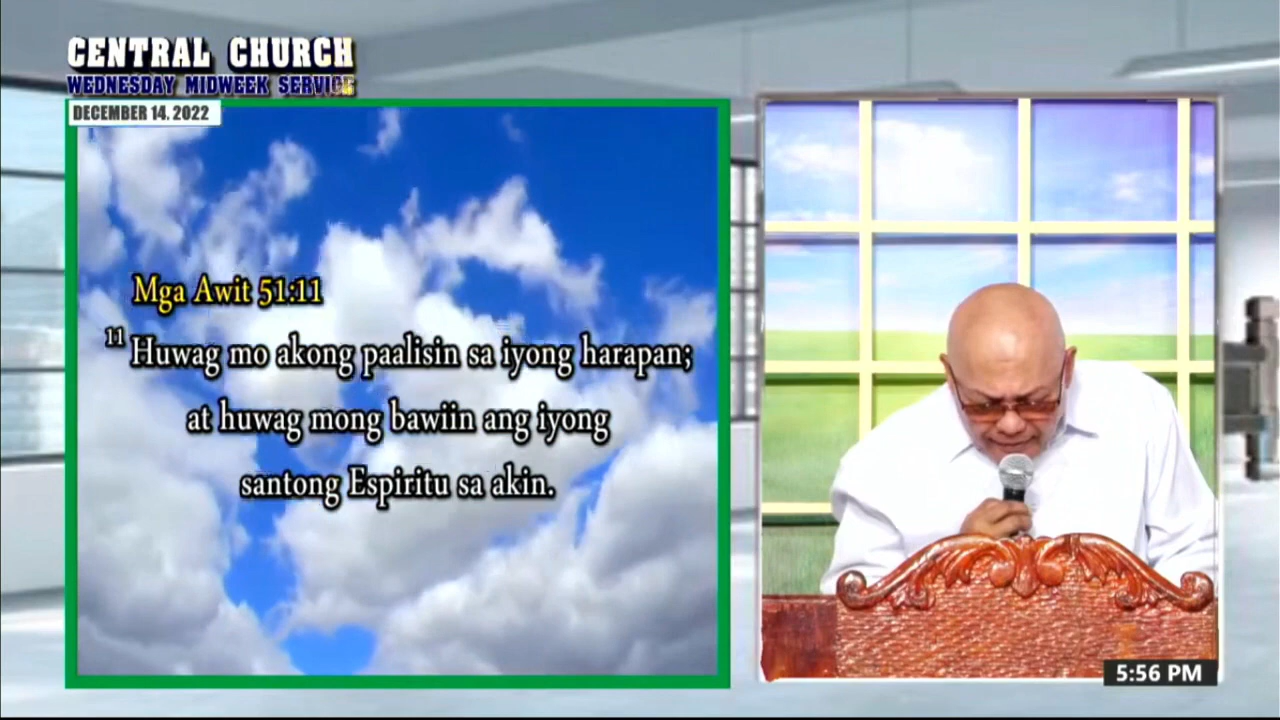 CENTRAL CHURCH
WEDNESDAY MIDWEEK SERVICE
DECEMBER 14, 2022
Mga Awit 51:11
11 Huwag mo akong paalisin sa iyong harapan;
at huwag mong bawiin ang iyong
santong Espiritu sa akin.
5:56 PM